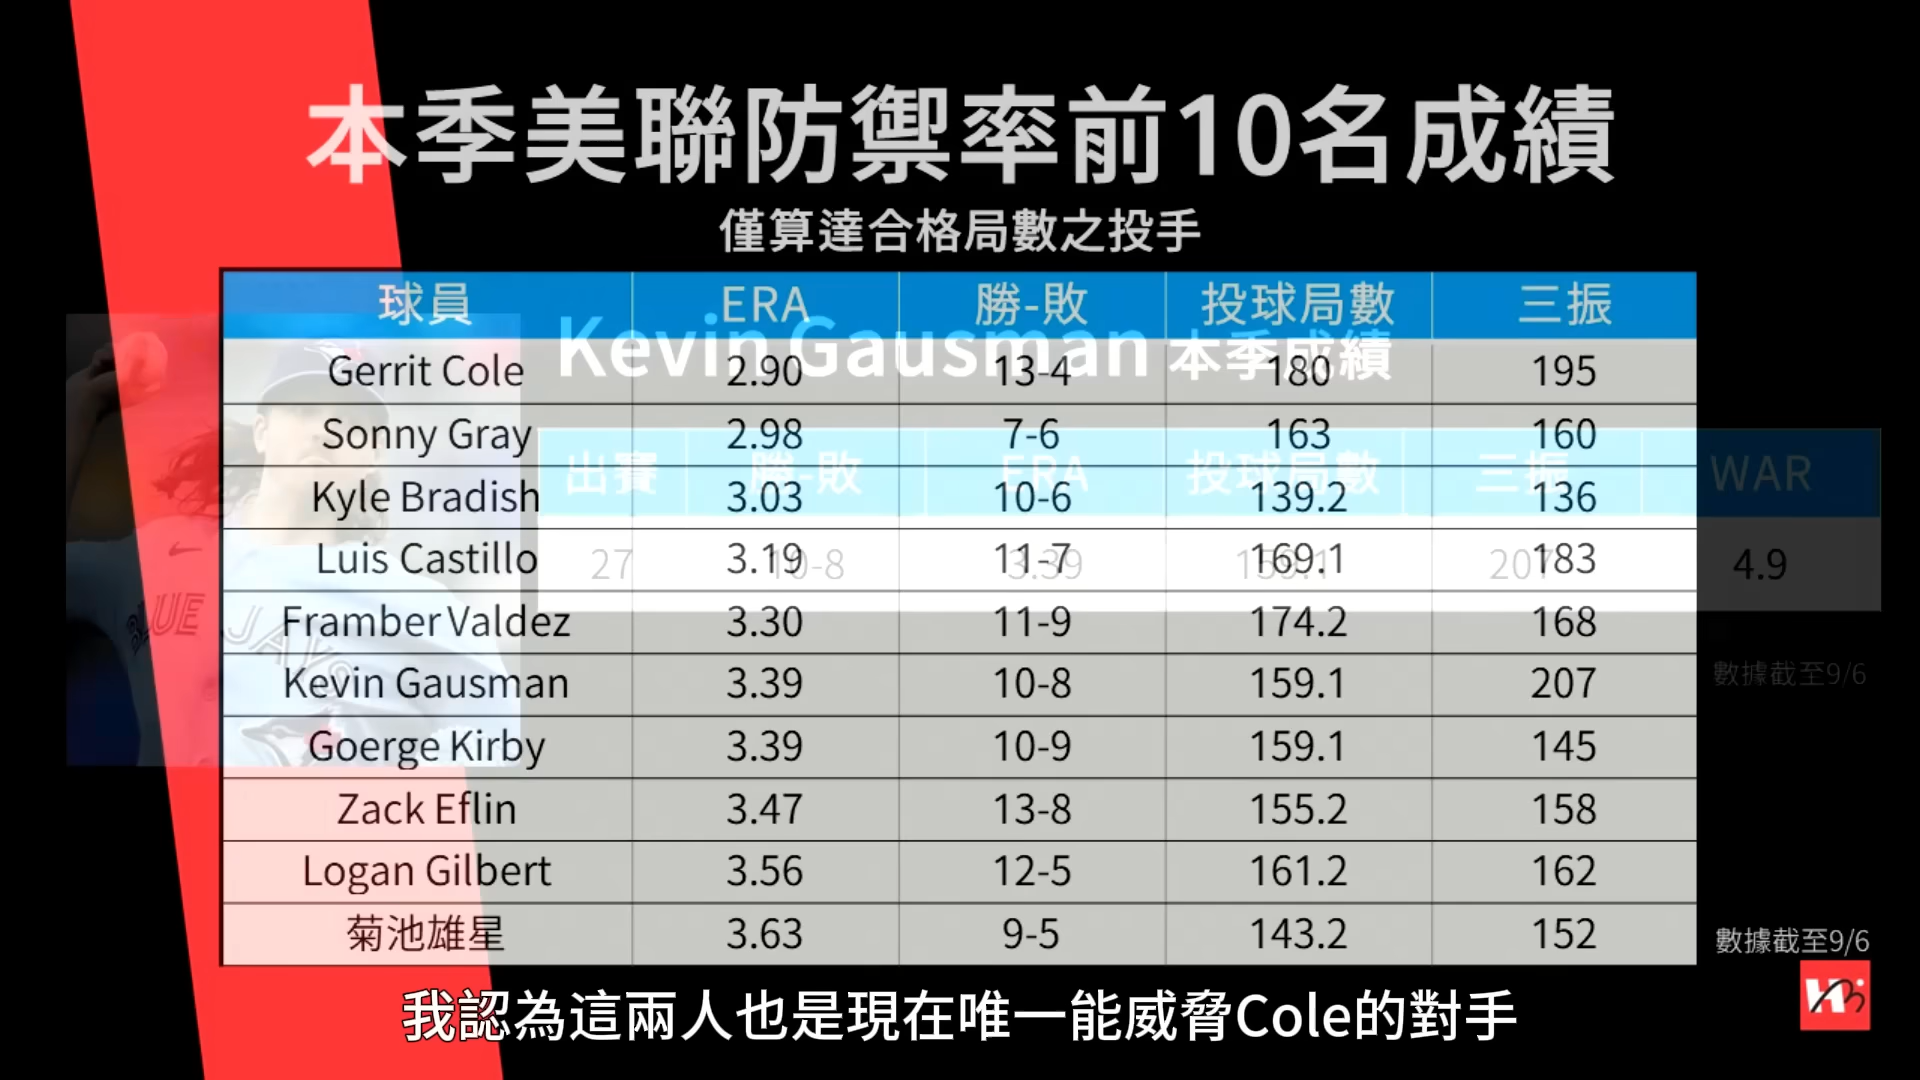 本季美聯防禦率前10名成績
僅算達合格局數之投手
球員 ERA 勝-敗 投球局數 三振
Gerrit Cole 2.90 13-4 180 195
Sonny Gray 2.98 7-6 163 160
Kyle Bradish 3.03 10-6 139.2 136
Luis Castillo 3.19 11-7 169.1 183
Framber Valdez 3.30 11-9 174.2 168
Kevin Gausman 3.39 10-8 159.1 207
Goerge Kirby 3.39 10-9 159.1 145
Zack Eflin 3.47 13-8 155.2 158
Logan Gilbert 3.56 12-5 161.2 162
菊池雄星 3.63 9-5 143.2 152
數據截至9/6
Kevin Gausman 本季成績
出賽 勝-敗 ERA 投球局數 三振 WAR
27 10-8 3.39 159.1 207 4.9
數據截至9/6
BLUE JAYS
我認為這兩人也是現在唯一能威脅Cole的對手